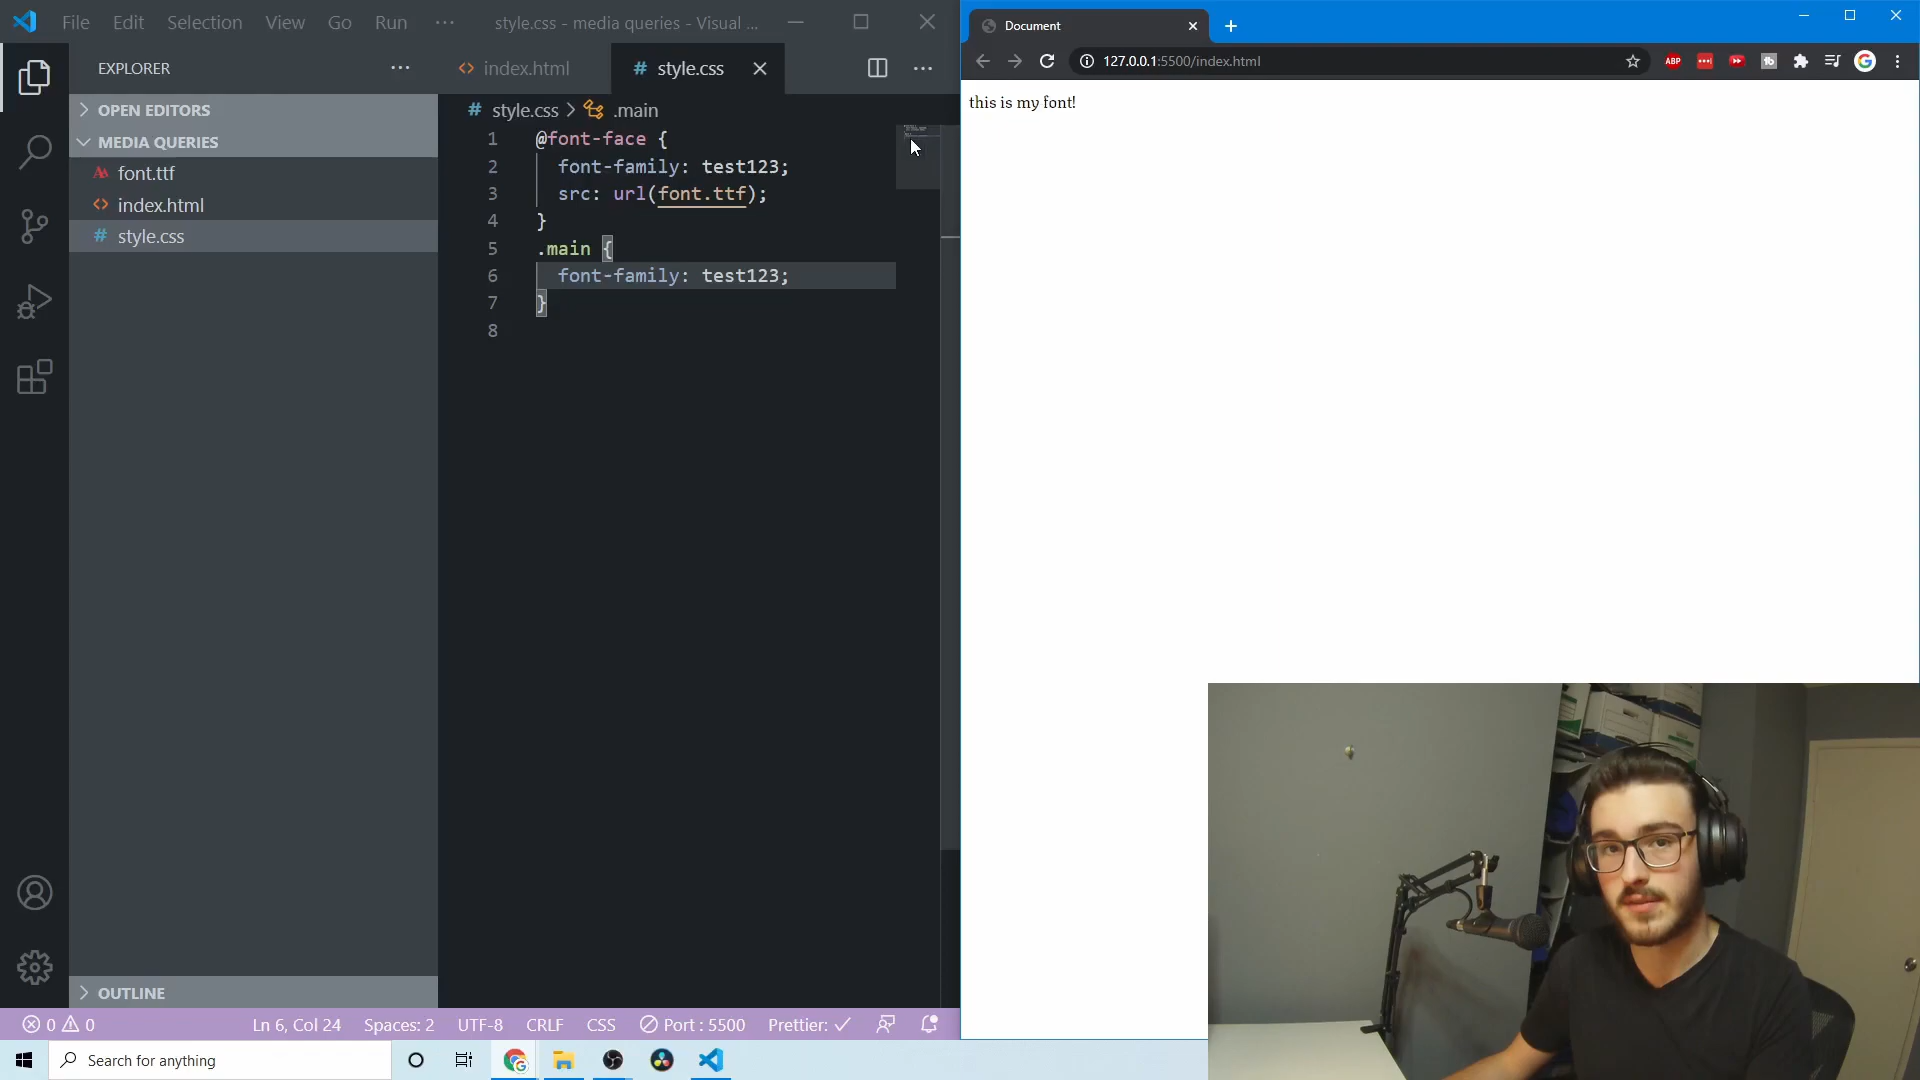 File Edit Selection View Go Run ··· style.css - media queries - Visual ...
EXPLORER ···
index.html
# style.css
OPEN EDITORS
# style.css > .main
MEDIA QUERIES
font.ttf
index.html
# style.css
1 @font-face {
2 font-family: test123;
3 src: url(font.ttf);
4 }
5 .main {
6 font-family: test123;
7 }
8
OUTLINE
0 0 Ln 6, Col 24 Spaces: 2 UTF-8 CRLF CSS Port : 5500 Prettier: ✓
Search for anything
Document
127.0.0.1:5500/index.html
ABP
this is my font!